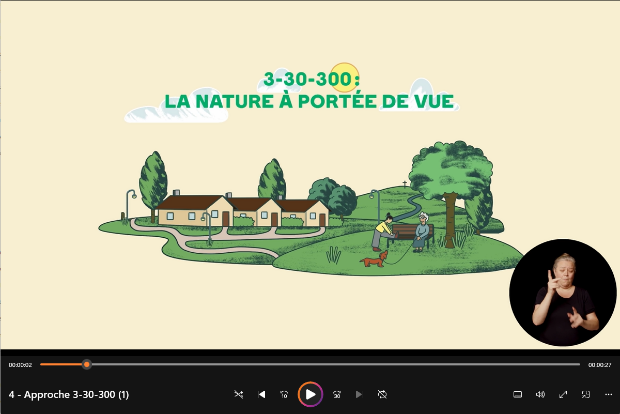 3-30-300:
LA NATURE À PORTÉE DE VUE
00:00:02
00:00:27
4 - Approche 3-30-300 (1)